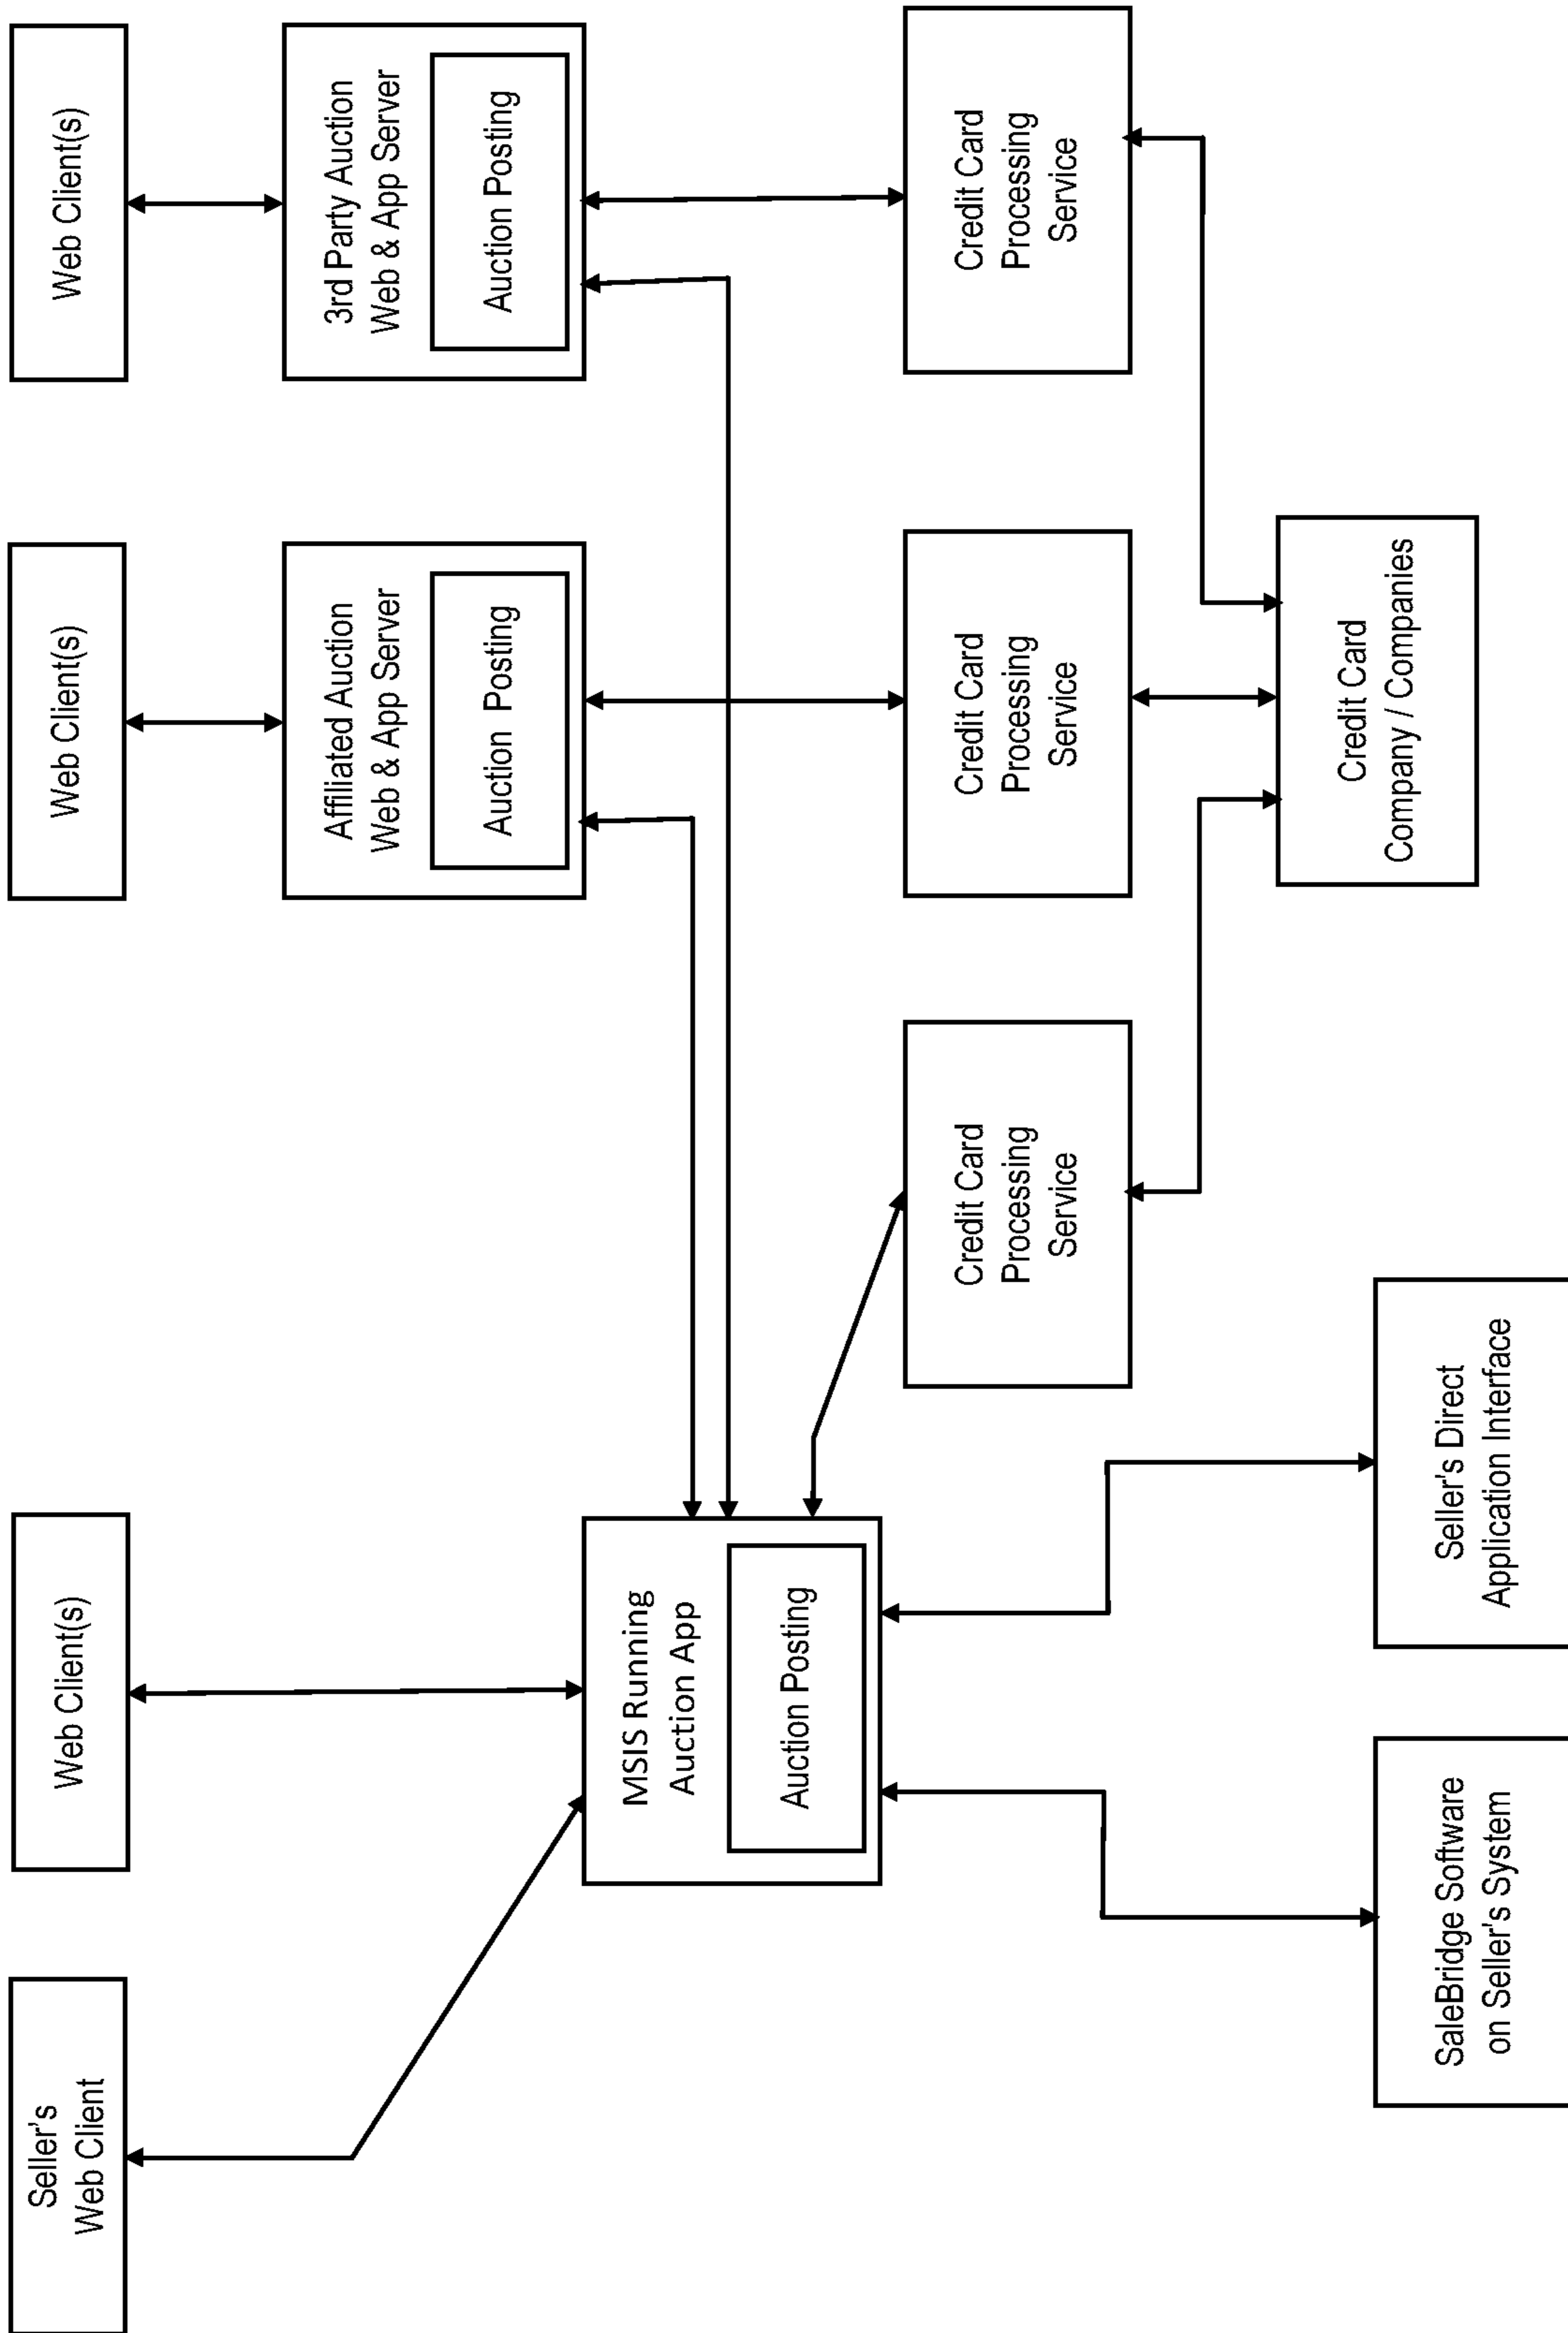 Seller's
Web Client
Web Client(s)
Web Client(s)
Web Client(s)
MSIS Running
Auction App
Auction Posting
Affiliated Auction
Web & App Server
Auction Posting
3rd Party Auction
Web & App Server
Auction Posting
Credit Card
Processing
Service
Credit Card
Processing
Service
Credit Card
Processing
Service
SaleBridge Software
on Seller's System
Seller's Direct
Application Interface
Credit Card
Company / Companies